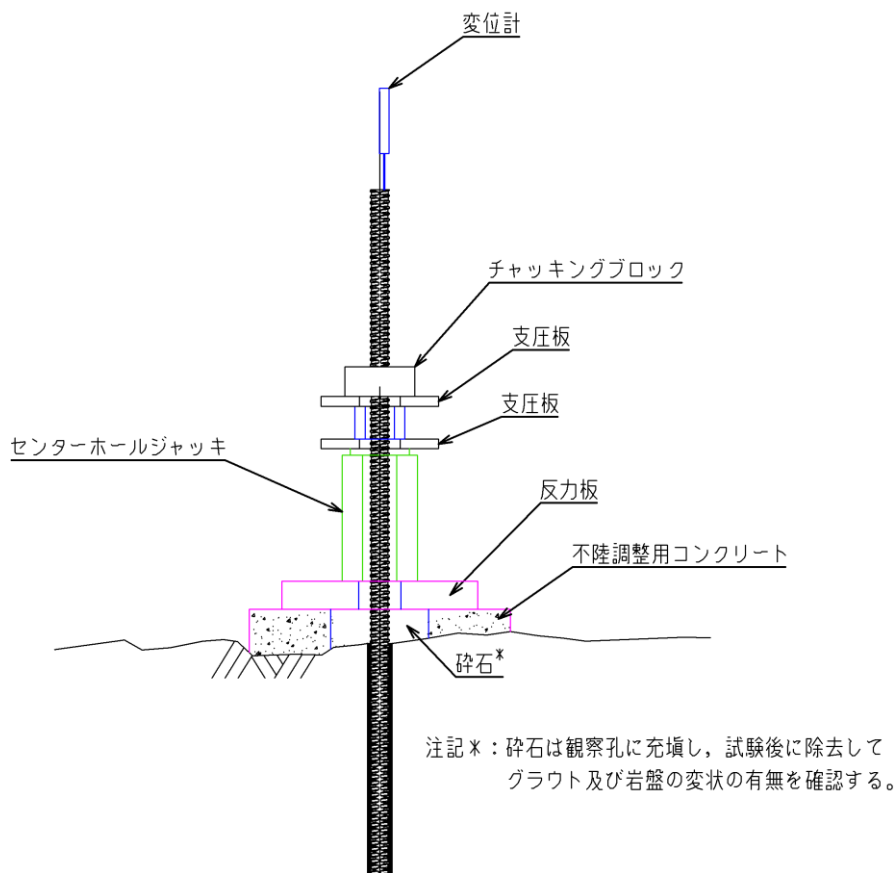 変位計
チャッキングブロック
支圧板
支圧板
センターホールジャッキ
反力板
不陸調整用コンクリート
砕石*
注記*：砕石は観察孔に充塡し，試験後に除去して
グラウト及び岩盤の変状の有無を確認する。